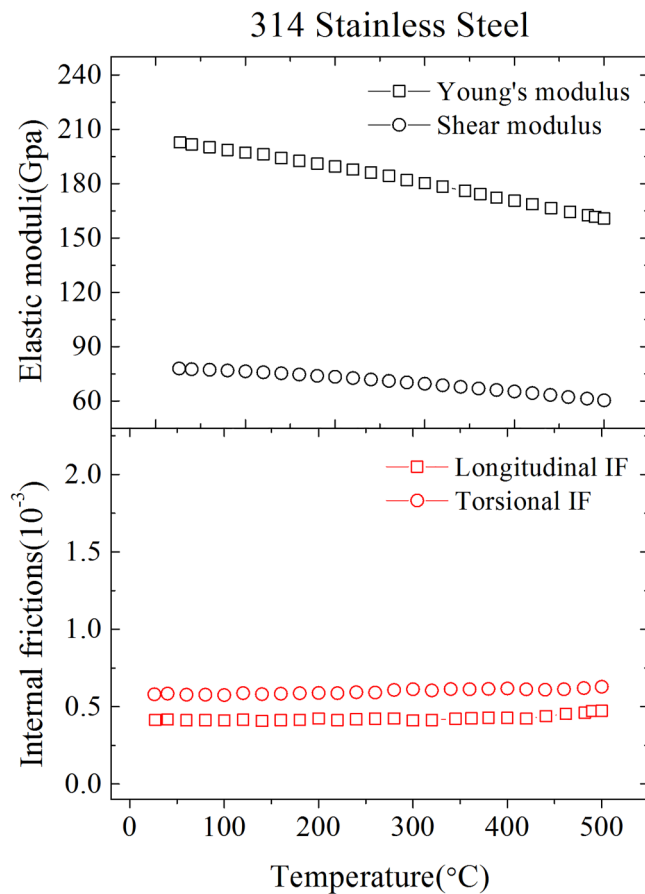 314 Stainless Steel
240
210
180
150
120
90
60
Elastic moduli(Gpa)
Young's modulus
Shear modulus
2.0
1.5
1.0
0.5
0.0
Internal frictions(10⁻³)
Longitudinal IF
Torsional IF
0 100 200 300 400 500
Temperature(°C)